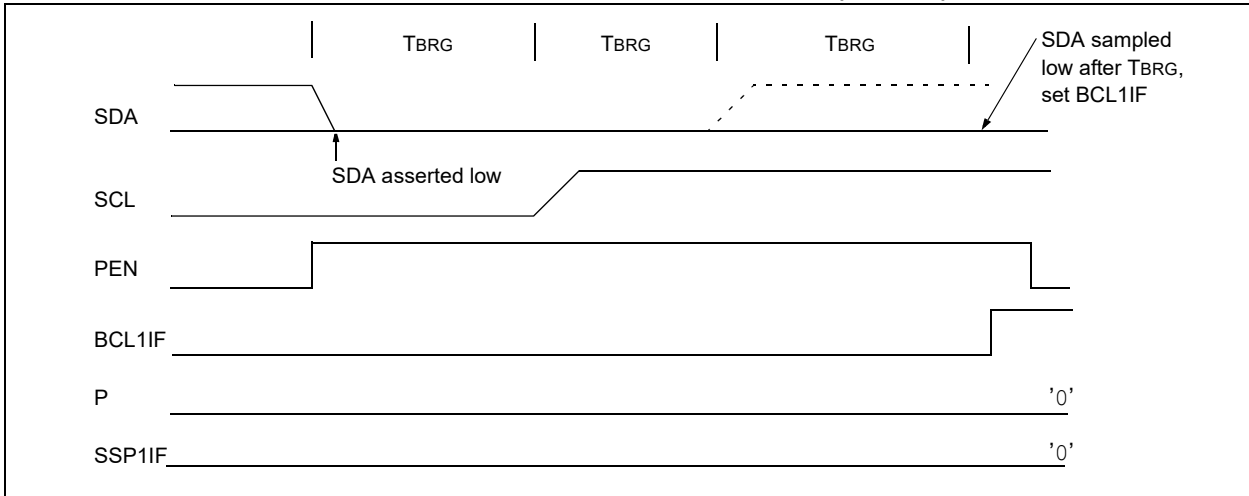 TBRG TBRG TBRG
SDA sampled
low after TBRG,
set BCL1IF
SDA
SDA asserted low
SCL
PEN
BCL1IF
P '0'
SSP1IF '0'